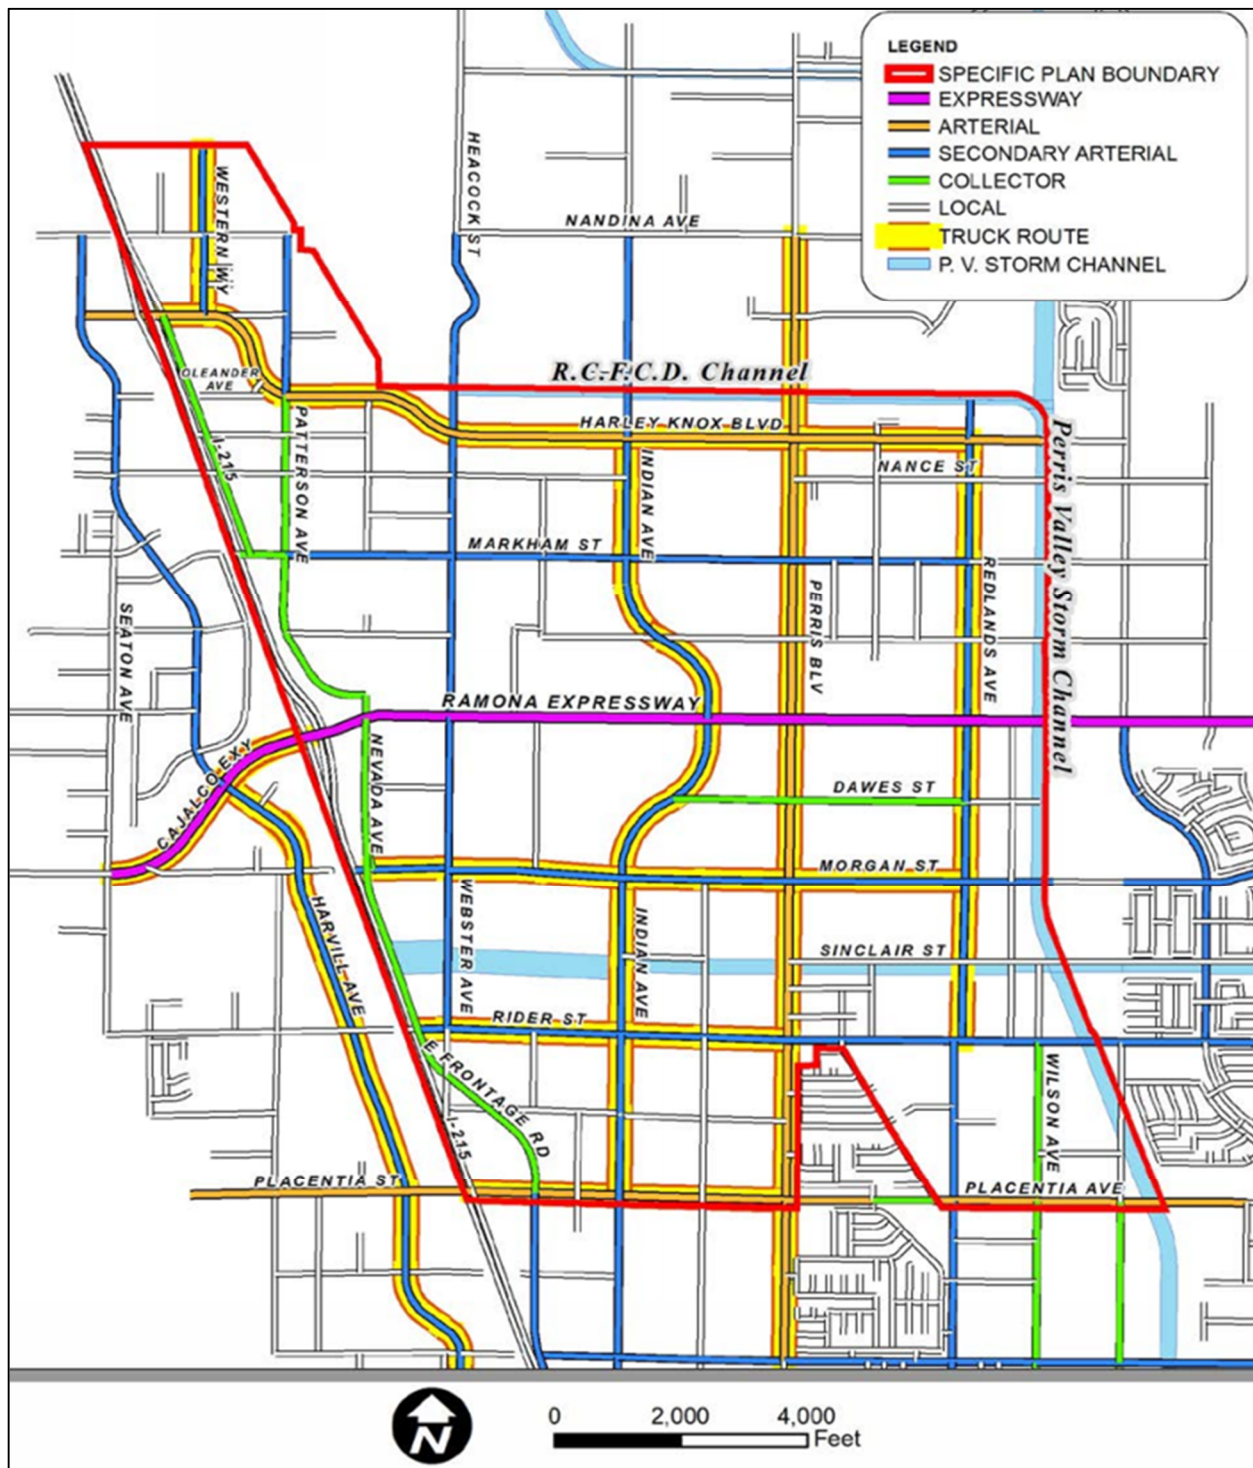 LEGEND
SPECIFIC PLAN BOUNDARY
EXPRESSWAY
ARTERIAL
SECONDARY ARTERIAL
COLLECTOR
LOCAL
TRUCK ROUTE
P. V. STORM CHANNEL
HEACOCK ST
WESTERN WY
NANDINA AVE
R.C.F.C.D. Channel
OLEANDER
AVE
HARLEY KNOX BLVD
PATTERSON AVE
I-215
INDIAN AVE
NANCE ST
Perris Valley Storm Channel
MARKHAM ST
REDLANDS AVE
PERRIS BLV
SEATON AVE
RAMONA EXPRESSWAY
CAJALCO EXY
NEVADA AVE
DAWES ST
MORGAN ST
HARVILL AVE
WEBSTER AVE
INDIAN AVE
SINCLAIR ST
RIDER ST
E FRONTAGE RD
WILSON AVE
I-215
PLACENTIA ST
PLACENTIA AVE
N
0 2,000 4,000
Feet